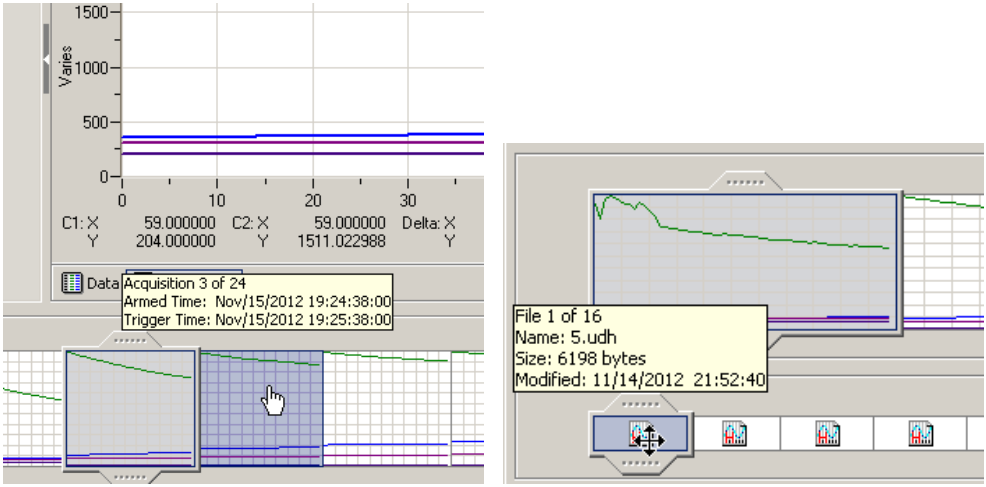 1500
Varies
1000
500
0
0 10 20 30
C1: X 59.000000 C2: X 59.000000 Delta: X
Y 204.000000 Y 1511.022988 Y
Data
Acquisition 3 of 24
Armed Time: Nov/15/2012 19:24:38:00
Trigger Time: Nov/15/2012 19:25:38:00
File 1 of 16
Name: 5.udh
Size: 6198 bytes
Modified: 11/14/2012 21:52:40